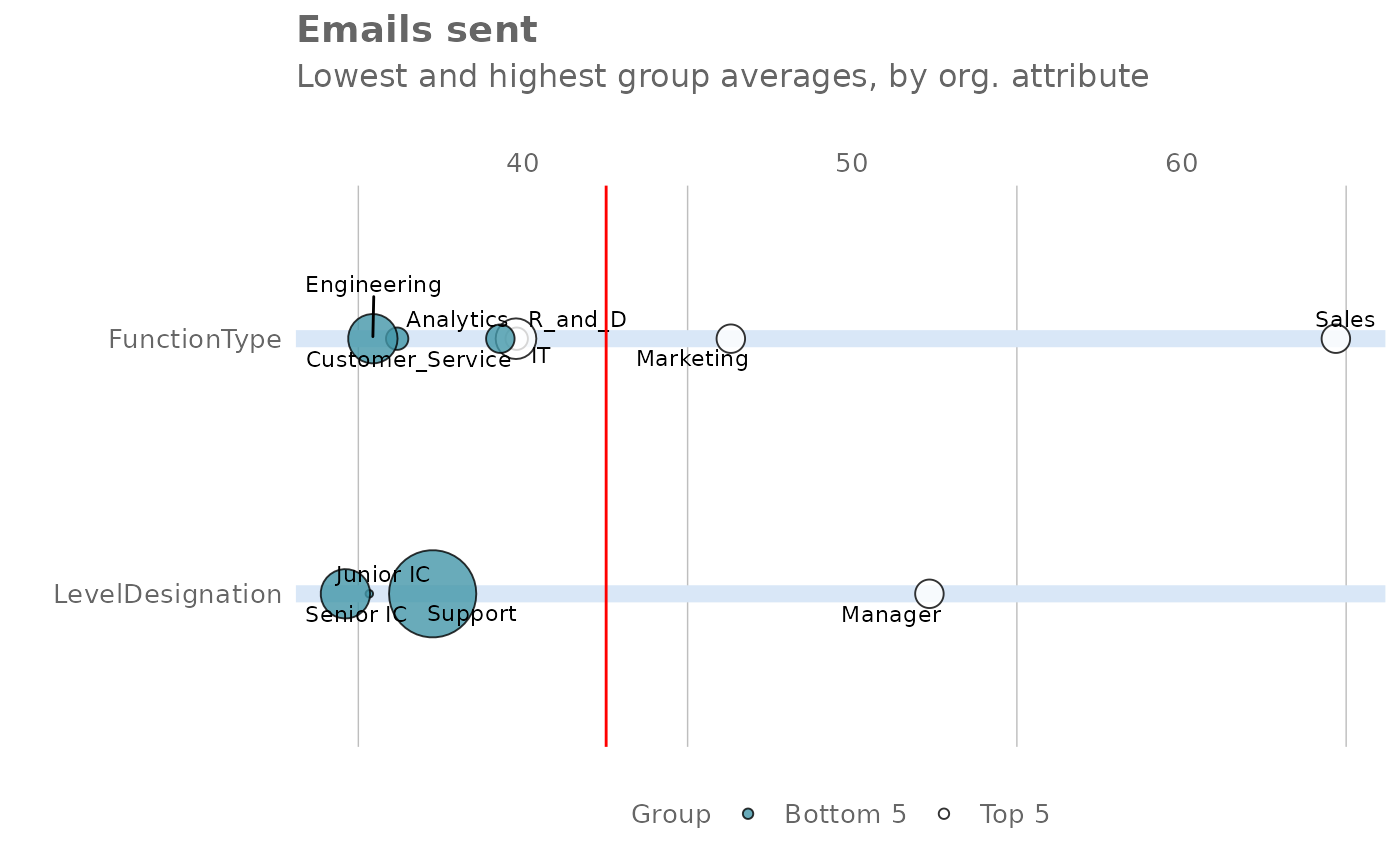 Emails sent
Lowest and highest group averages, by org. attribute
40 50 60
Engineering
Analytics R_and_D Sales
FunctionType
Customer_Service IT Marketing
Junior IC
LevelDesignation
Senior IC Support Manager
Group Bottom 5 Top 5